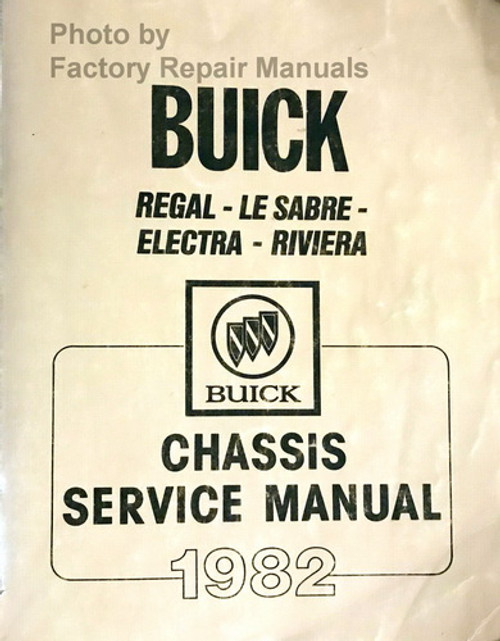 Photo by
Factory Repair Manuals
BUICK
REGAL - LE SABRE -
ELECTRA - RIVIERA
BUICK
CHASSiS
SERVICE MANUAL
1982